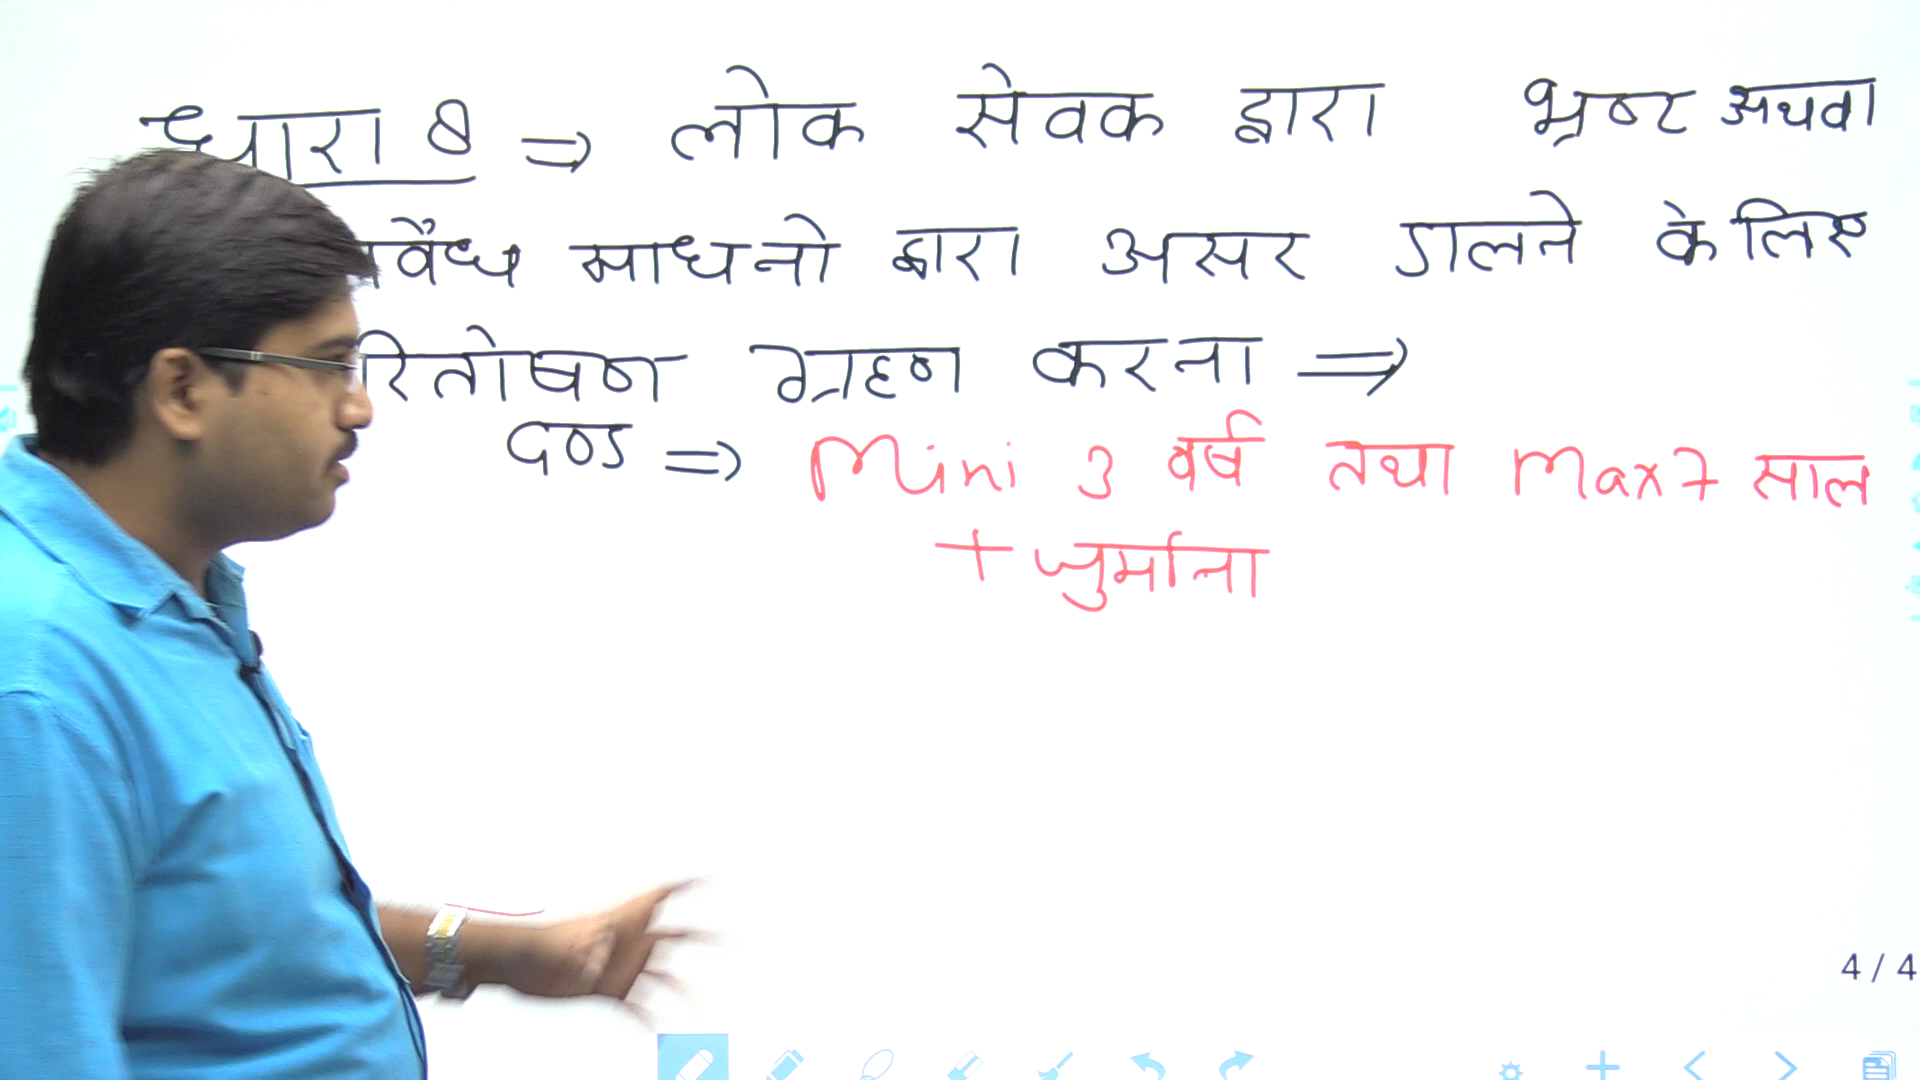 धारा 8 ⇒ लोक सेवक द्वारा भ्रष्ट अथवा
वैध साधनो द्वारा असर डालने के लिए
रितोषण ग्रहण करना ⇒
दण्ड ⇒ Mini 3 वर्ष तथा Max 7 साल
+ जुर्माना
4 / 4